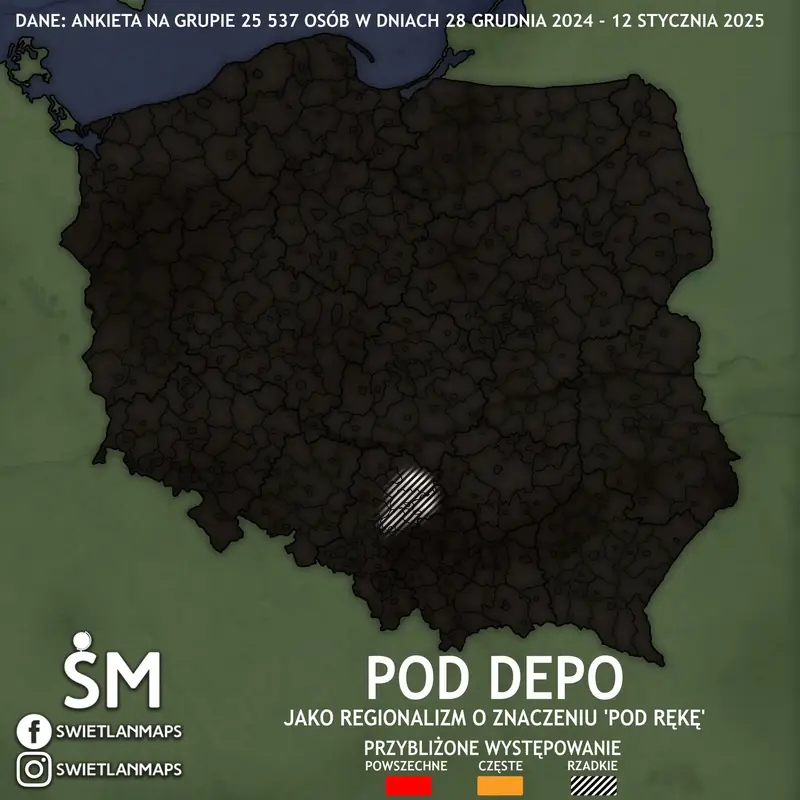 DANE: ANKIETA NA GRUPIE 25 537 OSÓB W DNIACH 28 GRUDNIA 2024 - 12 STYCZNIA 2025
ŚM
SWIETLANMAPS
SWIETLANMAPS
POD DEPO
JAKO REGIONALIZM O ZNACZENIU 'POD RĘKĘ'
PRZYBLIŻONE WYSTĘPOWANIE
POWSZECHNE CZĘSTE RZADKIE